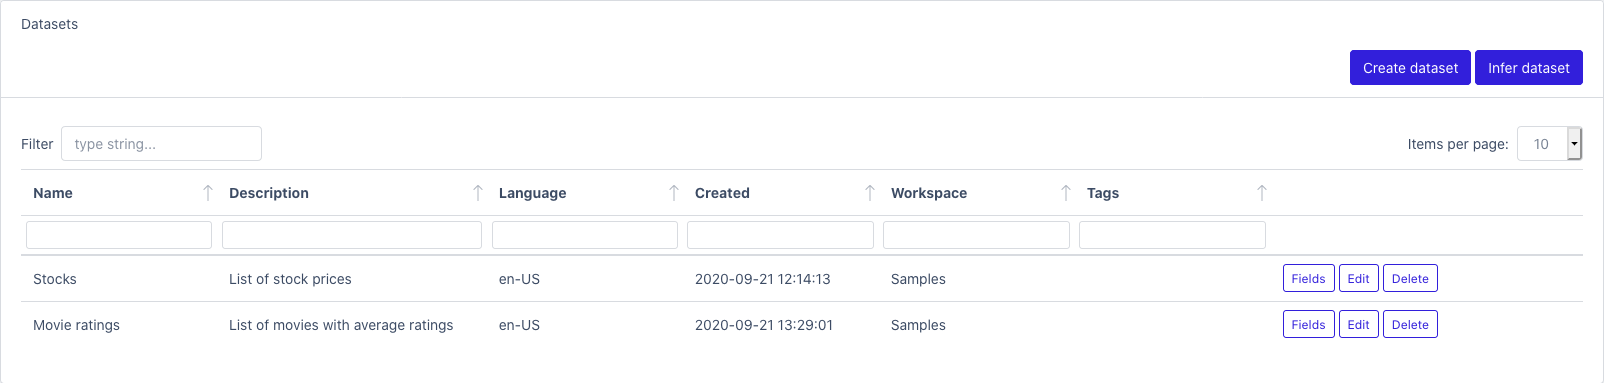 Datasets
Create dataset Infer dataset
Filter type string... Items per page: 10
Name Description Language Created Workspace Tags
Stocks List of stock prices en-US 2020-09-21 12:14:13 Samples Fields Edit Delete
Movie ratings List of movies with average ratings en-US 2020-09-21 13:29:01 Samples Fields Edit Delete